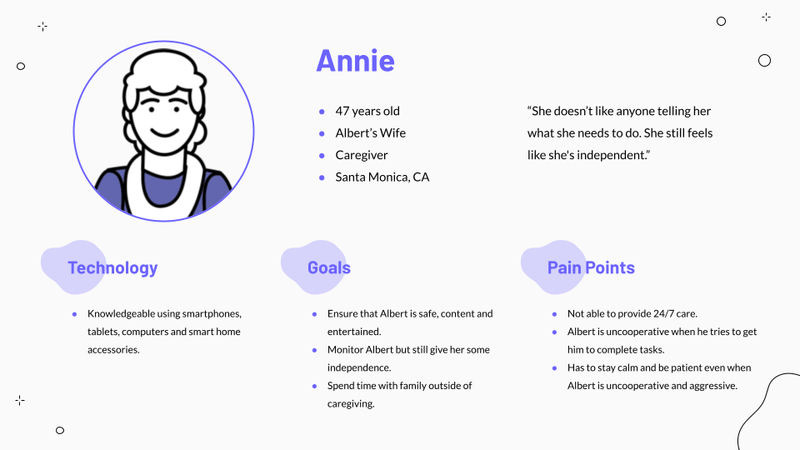 Annie
47 years old
Albert’s Wife
Caregiver
Santa Monica, CA
“She doesn’t like anyone telling her
what she needs to do. She still feels
like she's independent.”
Technology
Knowledgeable using smartphones,
tablets, computers and smart home
accessories.
Goals
Ensure that Albert is safe, content and
entertained.
Monitor Albert but still give her some
independence.
Spend time with family outside of
caregiving.
Pain Points
Not able to provide 24/7 care.
Albert is uncooperative when he tries to get
him to complete tasks.
Has to stay calm and be patient even when
Albert is uncooperative and aggressive.